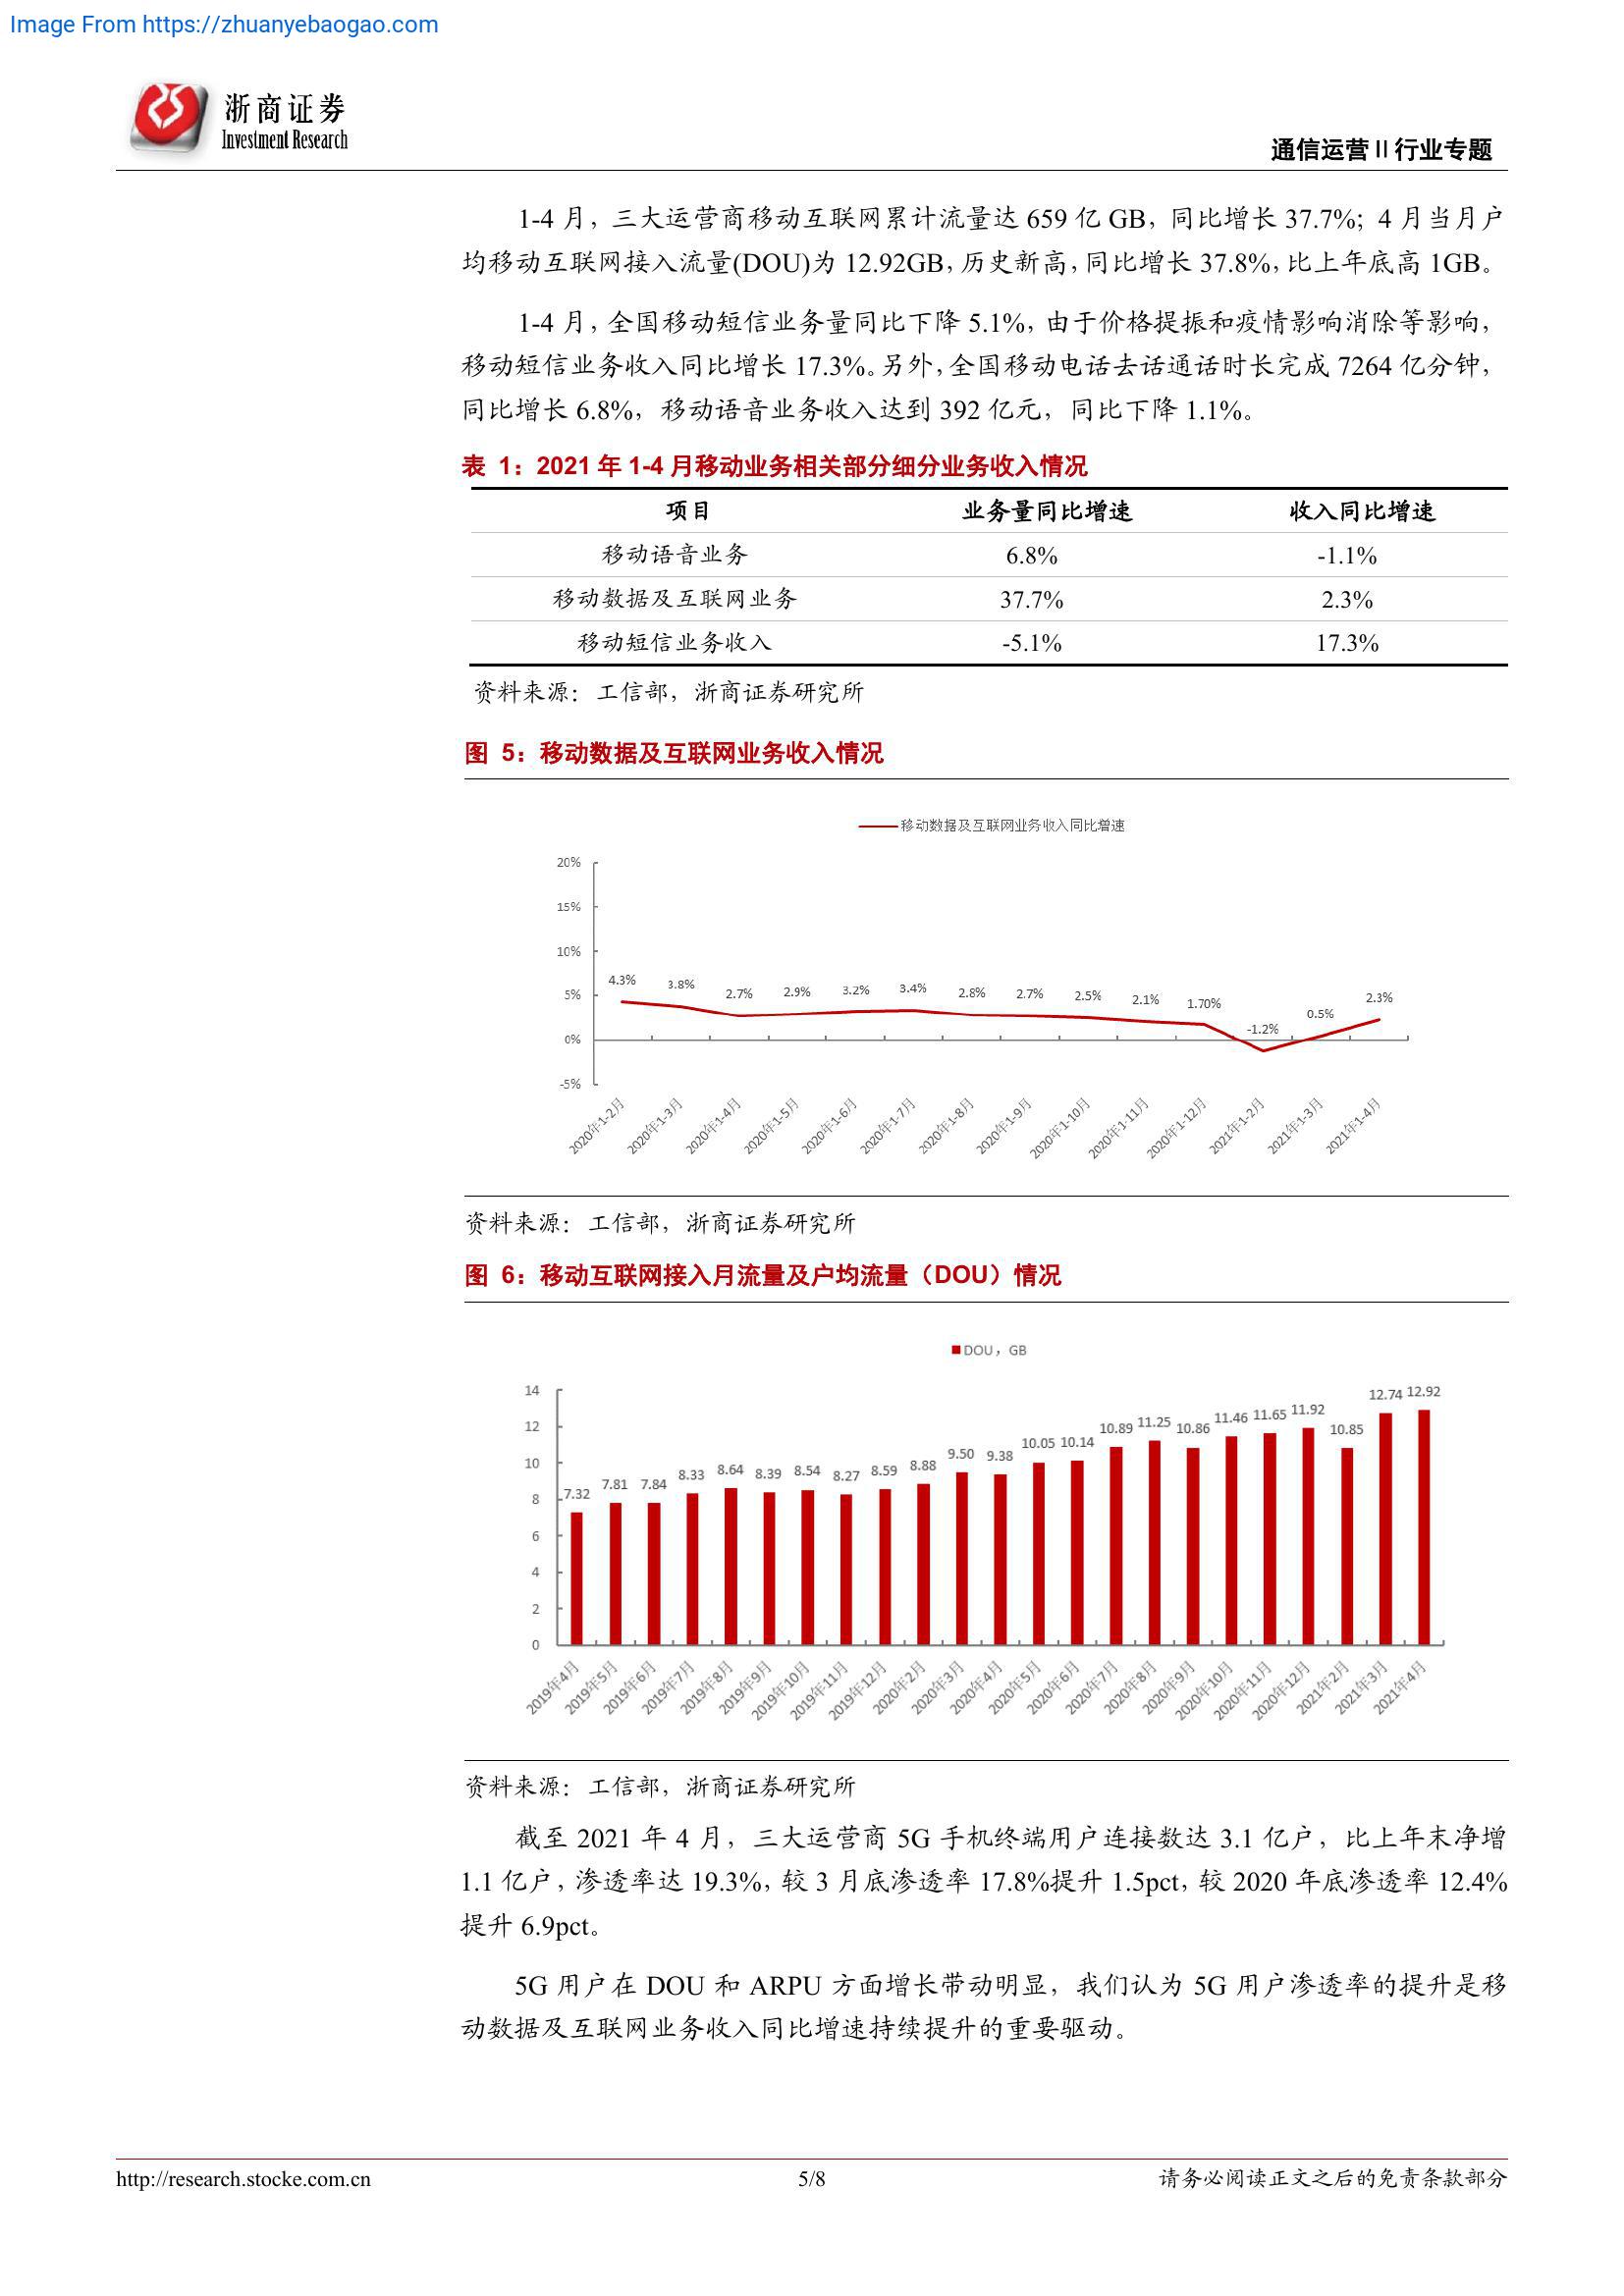 Image From https://zhuanyebaogao.com
浙商证券
Investment Research
通信运营Ⅱ行业专题
1-4 月，三大运营商移动互联网累计流量达 659 亿 GB，同比增长 37.7%；4 月当月户
均移动互联网接入流量(DOU)为 12.92GB，历史新高，同比增长 37.8%，比上年底高 1GB。
1-4 月，全国移动短信业务量同比下降 5.1%，由于价格提振和疫情影响消除等影响，
移动短信业务收入同比增长 17.3%。另外，全国移动电话去话通话时长完成 7264 亿分钟，
同比增长 6.8%，移动语音业务收入达到 392 亿元，同比下降 1.1%。
表 1：2021 年 1-4 月移动业务相关部分细分业务收入情况
项目 业务量同比增速 收入同比增速
移动语音业务 6.8% -1.1%
移动数据及互联网业务 37.7% 2.3%
移动短信业务收入 -5.1% 17.3%
资料来源：工信部，浙商证券研究所
图 5：移动数据及互联网业务收入情况
移动数据及互联网业务收入同比增速
20%
15%
10%
5%
0%
-5%
4.3% 3.8% 2.7% 2.9% 3.2% 3.4% 2.8% 2.7% 2.5% 2.1% 1.70% -1.2% 0.5% 2.3%
2020年1-2月 2020年1-3月 2020年1-4月 2020年1-5月 2020年1-6月 2020年1-7月 2020年1-8月 2020年1-9月 2020年1-10月 2020年1-11月 2020年1-12月 2021年1-2月 2021年1-3月 2021年1-4月
资料来源：工信部，浙商证券研究所
图 6：移动互联网接入月流量及户均流量（DOU）情况
DOU，GB
14
12
10
8
6
4
2
0
7.32 7.81 7.84 8.33 8.64 8.39 8.54 8.27 8.59 8.88 9.50 9.38 10.05 10.14 10.89 11.25 10.86 11.46 11.65 11.92 10.85 12.74 12.92
2019年4月 2019年5月 2019年6月 2019年7月 2019年8月 2019年9月 2019年10月 2019年11月 2019年12月 2020年2月 2020年3月 2020年4月 2020年5月 2020年6月 2020年7月 2020年8月 2020年9月 2020年10月 2020年11月 2020年12月 2021年2月 2021年3月 2021年4月
资料来源：工信部，浙商证券研究所
截至 2021 年 4 月，三大运营商 5G 手机终端用户连接数达 3.1 亿户，比上年末净增
1.1 亿户，渗透率达 19.3%，较 3 月底渗透率 17.8%提升 1.5pct，较 2020 年底渗透率 12.4%
提升 6.9pct。
5G 用户在 DOU 和 ARPU 方面增长带动明显，我们认为 5G 用户渗透率的提升是移
动数据及互联网业务收入同比增速持续提升的重要驱动。
http://research.stocke.com.cn 5/8 请务必阅读正文之后的免责条款部分